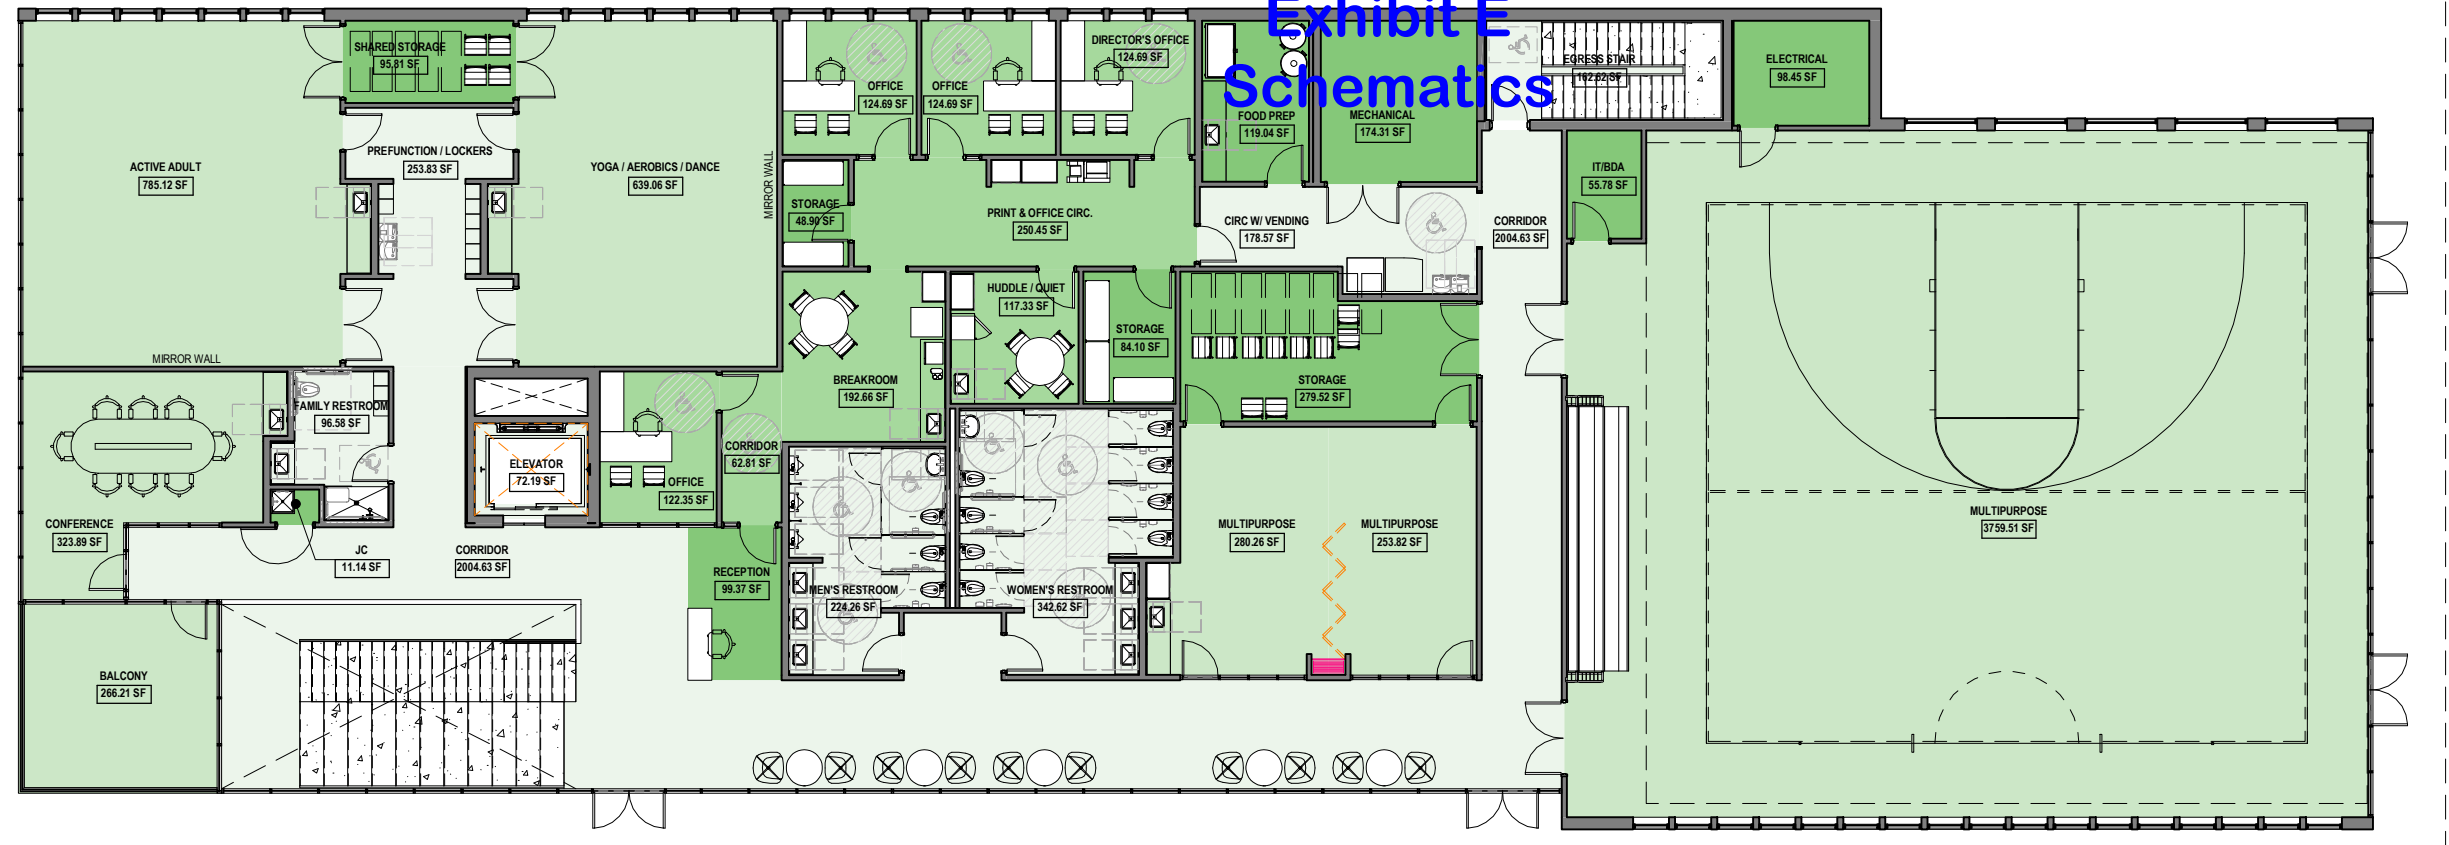 Exhibit E
Schematics
SHARED STORAGE
95.81 SF
OFFICE
124.69 SF
OFFICE
124.69 SF
DIRECTOR'S OFFICE
124.69 SF
FOOD PREP
119.04 SF
MECHANICAL
174.31 SF
EGRESS STAIR
162.62 SF
ELECTRICAL
98.45 SF
ACTIVE ADULT
785.12 SF
PREFUNCTION / LOCKERS
253.83 SF
YOGA / AEROBICS / DANCE
639.06 SF
MIRROR WALL
STORAGE
48.90 SF
PRINT & OFFICE CIRC.
250.45 SF
CIRC W/ VENDING
178.57 SF
CORRIDOR
2004.63 SF
IT/BDA
55.78 SF
HUDDLE / QUIET
117.33 SF
STORAGE
84.10 SF
MIRROR WALL
BREAKROOM
192.66 SF
STORAGE
279.52 SF
FAMILY RESTROOM
96.58 SF
ELEVATOR
72.19 SF
CORRIDOR
62.81 SF
OFFICE
122.35 SF
CONFERENCE
323.89 SF
JC
11.14 SF
CORRIDOR
2004.63 SF
RECEPTION
99.37 SF
MEN'S RESTROOM
224.26 SF
WOMEN'S RESTROOM
342.62 SF
MULTIPURPOSE
280.26 SF
MULTIPURPOSE
253.82 SF
MULTIPURPOSE
3759.51 SF
BALCONY
266.21 SF